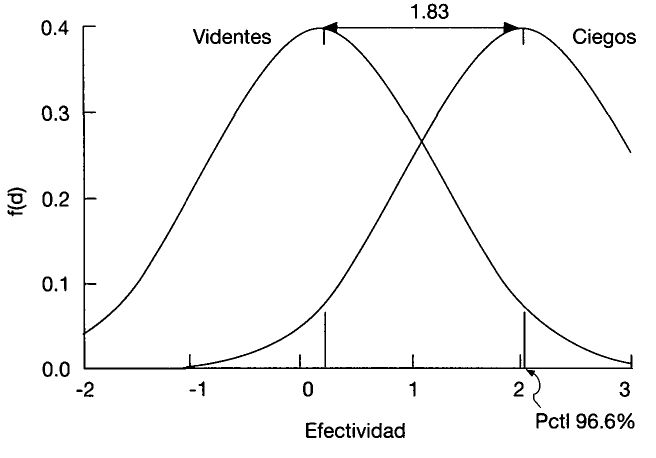 1.83
Videntes
Ciegos
0.4
0.3
0.2
0.1
0.0
f(d)
-2 -1 0 1 2 3
Pctl 96.6%
Efectividad